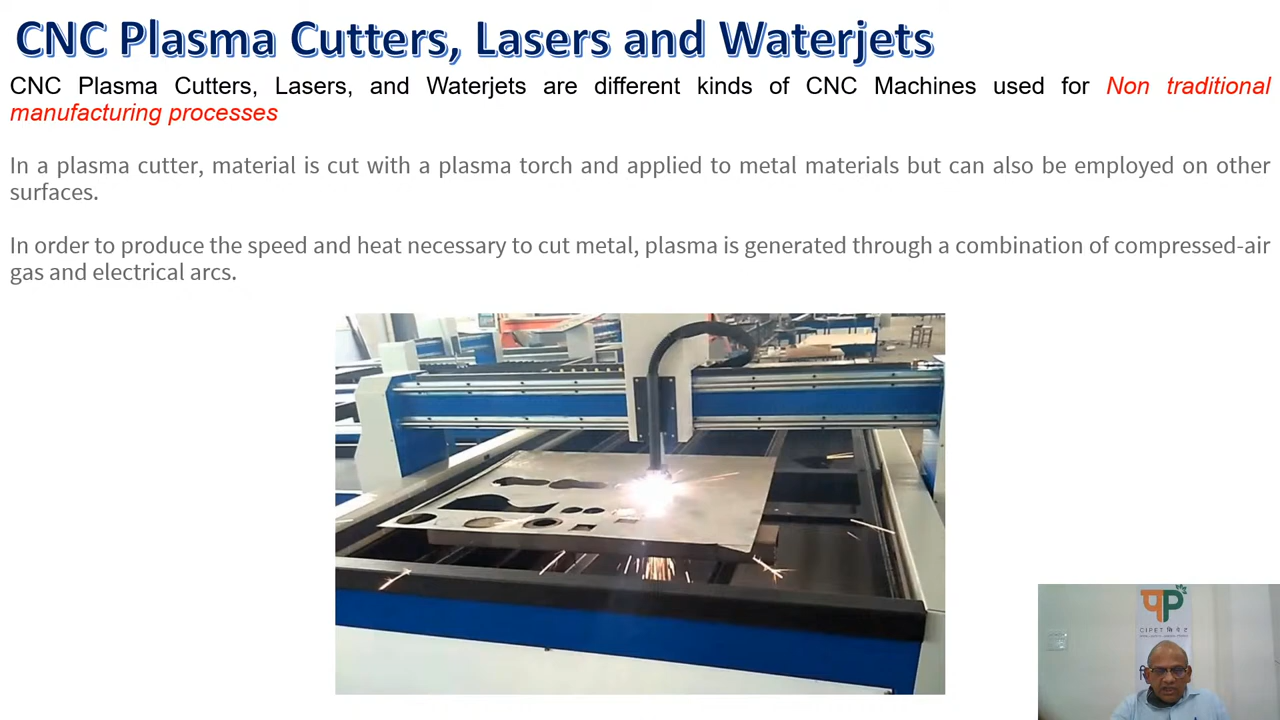 CNC Plasma Cutters, Lasers and Waterjets
CNC Plasma Cutters, Lasers, and Waterjets are different kinds of CNC Machines used for Non traditional
manufacturing processes
In a plasma cutter, material is cut with a plasma torch and applied to metal materials but can also be employed on other
surfaces.
In order to produce the speed and heat necessary to cut metal, plasma is generated through a combination of compressed-air
gas and electrical arcs.
CIPET सिपेट